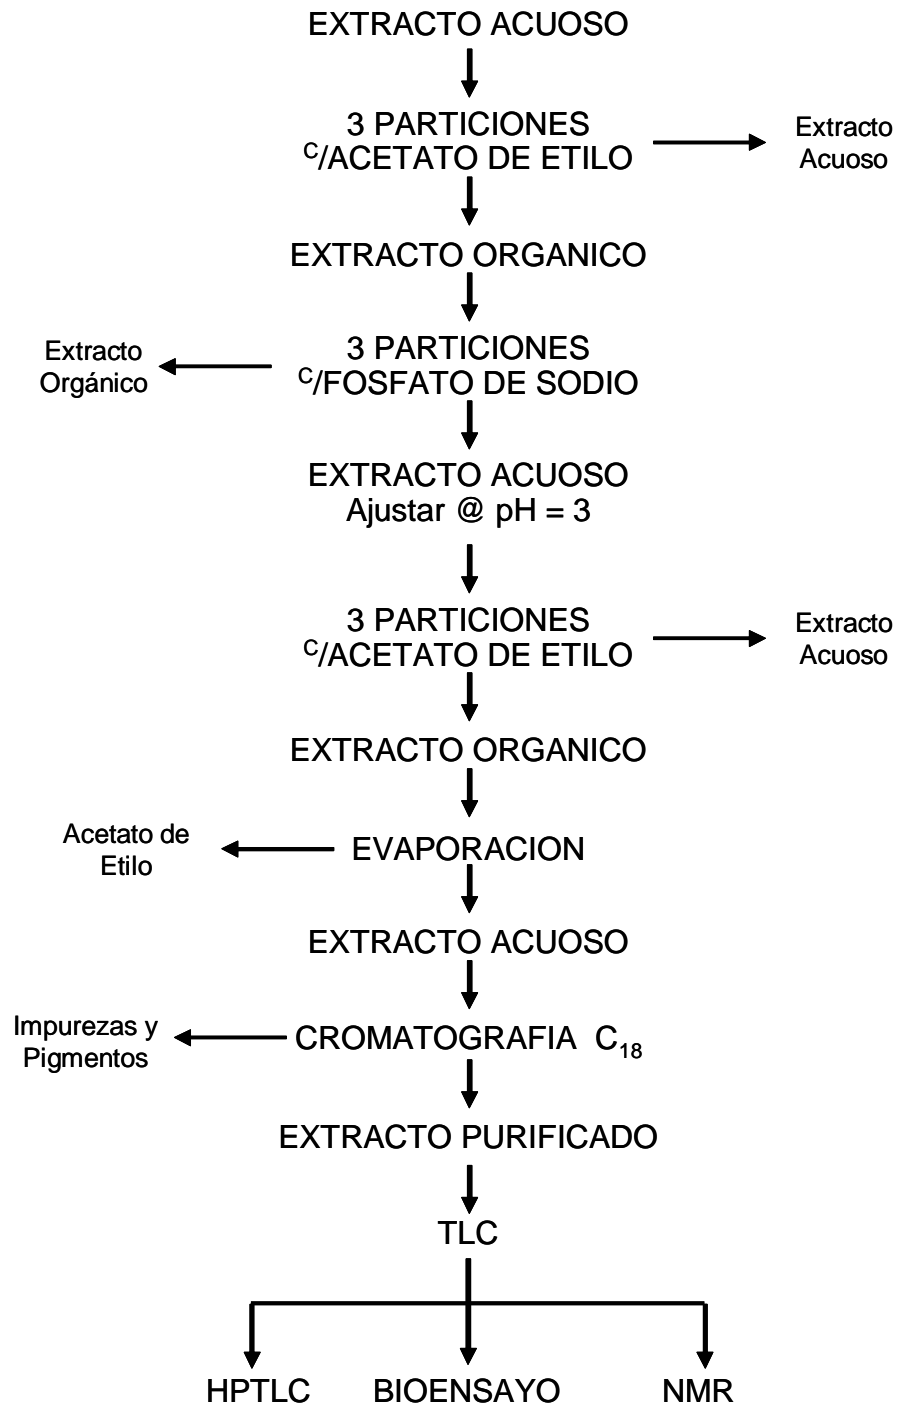 EXTRACTO ACUOSO
3 PARTICIONES
C/ACETATO DE ETILO
Extracto
Acuoso
EXTRACTO ORGANICO
3 PARTICIONES
C/FOSFATO DE SODIO
Extracto
Orgánico
EXTRACTO ACUOSO
Ajustar @ pH = 3
3 PARTICIONES
C/ACETATO DE ETILO
Extracto
Acuoso
EXTRACTO ORGANICO
Acetato de
Etilo
EVAPORACION
EXTRACTO ACUOSO
Impurezas y
Pigmentos
CROMATOGRAFIA C18
EXTRACTO PURIFICADO
TLC
HPTLC BIOENSAYO NMR